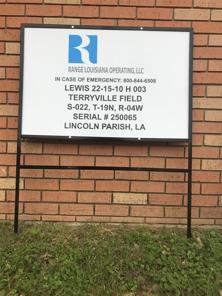 R
RANGE LOUISIANA OPERATING, LLC
IN CASE OF EMERGENCY: 800-844-6508
LEWIS 22-15-10 H 003
TERRYVILLE FIELD
S-022, T-19N, R-04W
SERIAL # 250065
LINCOLN PARISH, LA